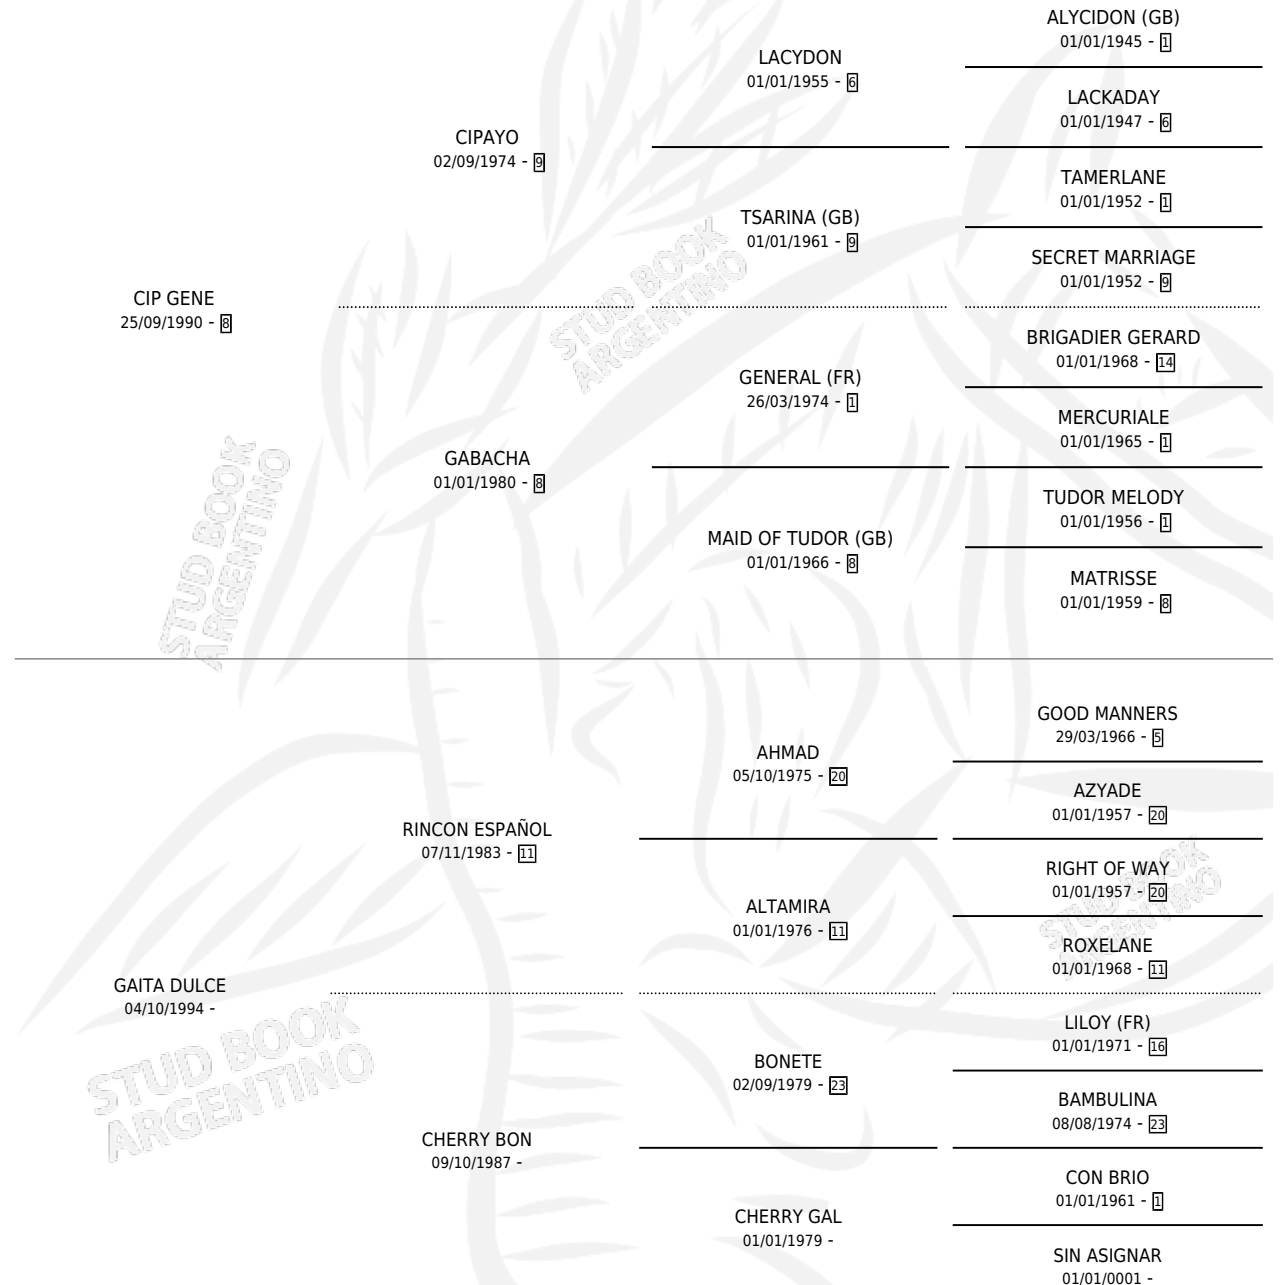 ALYCIDON (GB)
01/01/1945 - 1
LACYDON
01/01/1955 - 6
LACKADAY
01/01/1947 - 6
CIPAYO
02/09/1974 - 9
TAMERLANE
01/01/1952 - 1
TSARINA (GB)
01/01/1961 - 9
SECRET MARRIAGE
01/01/1952 - 9
CIP GENE
25/09/1990 - 8
STUD BOOK
ARGENTINO
BRIGADIER GERARD
01/01/1968 - 14
GENERAL (FR)
26/03/1974 - 1
MERCURIALE
01/01/1965 - 1
GABACHA
01/01/1980 - 8
TUDOR MELODY
01/01/1956 - 1
MAID OF TUDOR (GB)
01/01/1966 - 8
MATRISSE
01/01/1959 - 8
STUD BOOK
ARGENTINO
GOOD MANNERS
29/03/1966 - 5
AHMAD
05/10/1975 - 20
AZYADE
01/01/1957 - 20
RINCON ESPAÑOL
07/11/1983 - 11
RIGHT OF WAY
01/01/1957 - 20
ALTAMIRA
01/01/1976 - 11
STUD BOOK
ARGENTINO
ROXELANE
01/01/1968 - 11
GAITA DULCE
04/10/1994 -
STUD BOOK
ARGENTINO
LILOY (FR)
01/01/1971 - 16
BONETE
02/09/1979 - 23
BAMBULINA
08/08/1974 - 23
CHERRY BON
09/10/1987 -
CON BRIO
01/01/1961 - 1
CHERRY GAL
01/01/1979 -
SIN ASIGNAR
01/01/0001 -